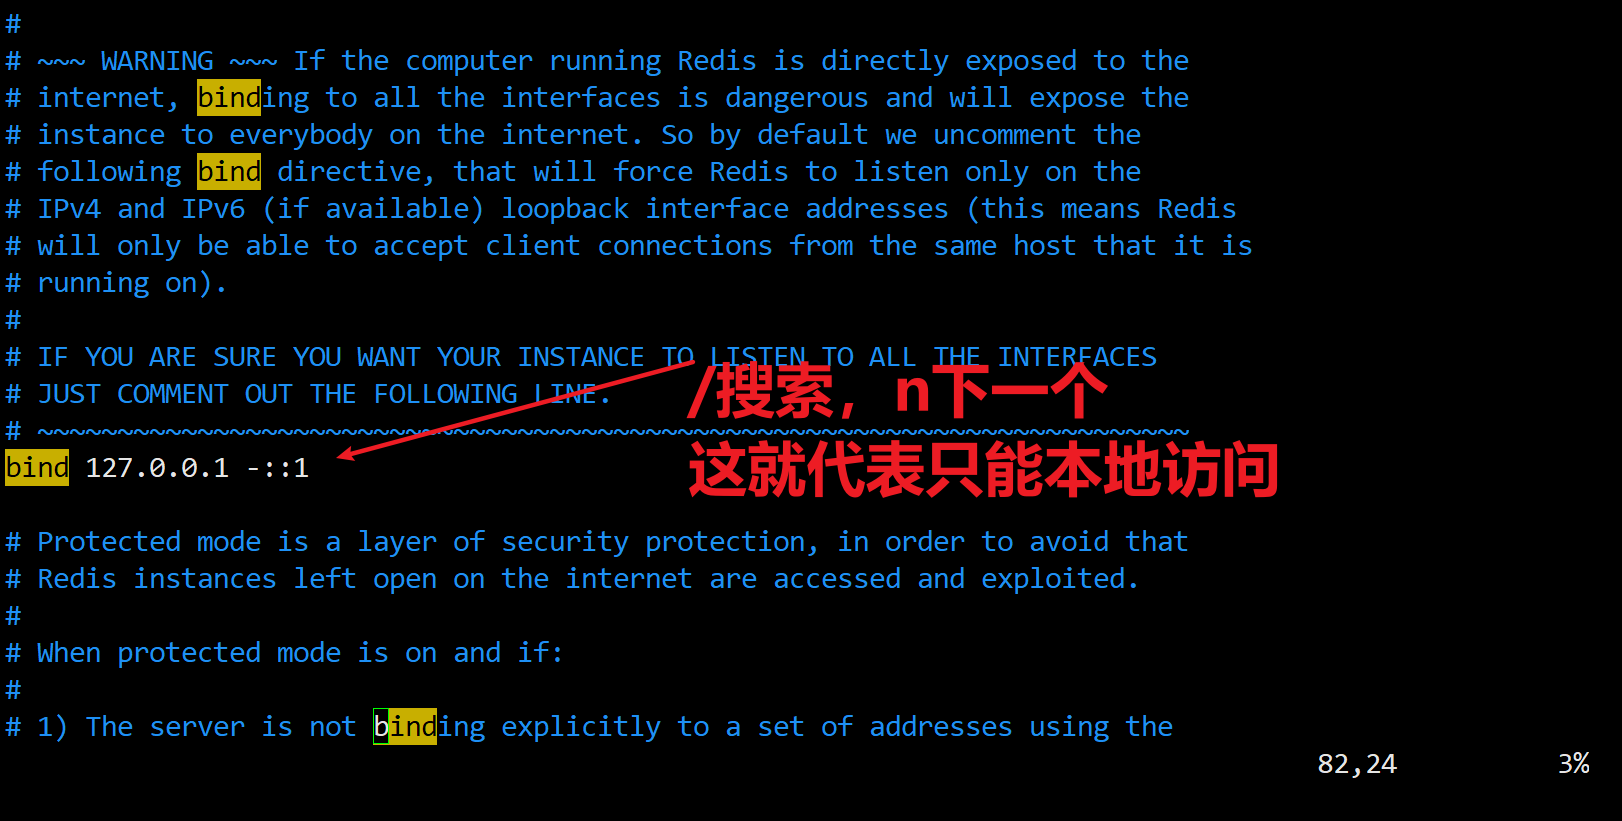 #
# ~~~ WARNING ~~~ If the computer running Redis is directly exposed to the
# internet, binding to all the interfaces is dangerous and will expose the
# instance to everybody on the internet. So by default we uncomment the
# following bind directive, that will force Redis to listen only on the
# IPv4 and IPv6 (if available) loopback interface addresses (this means Redis
# will only be able to accept client connections from the same host that it is
# running on).
#
# IF YOU ARE SURE YOU WANT YOUR INSTANCE TO LISTEN TO ALL THE INTERFACES
# JUST COMMENT OUT THE FOLLOWING LINE.
/搜索，n下一个
# ~~~~~~~~~~~~~~~~~~~~~~~~~~~~~~~~~~~~~~~~~~~~~~~~~~~~~~~~~~~~~~~~~~~~~~~~
bind 127.0.0.1 -::1
这就代表只能本地访问
# Protected mode is a layer of security protection, in order to avoid that
# Redis instances left open on the internet are accessed and exploited.
#
# When protected mode is on and if:
#
# 1) The server is not binding explicitly to a set of addresses using the
82,24 3%